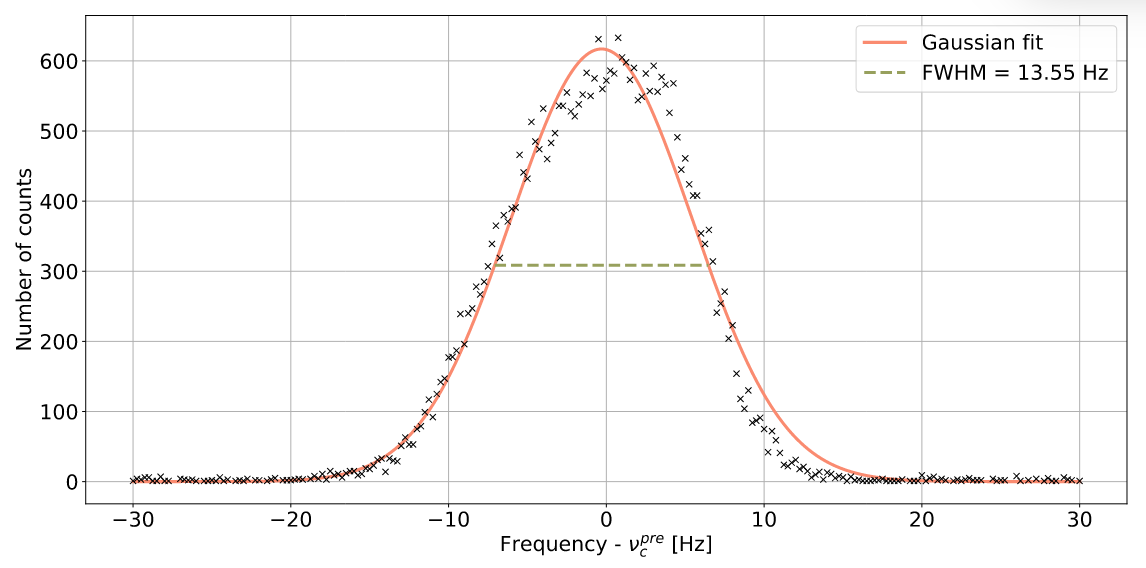 Gaussian fit
FWHM = 13.55 Hz
Number of counts
600
500
400
300
200
100
0
−30 −20 −10 0 10 20 30
Frequency - ν_c^pre [Hz]